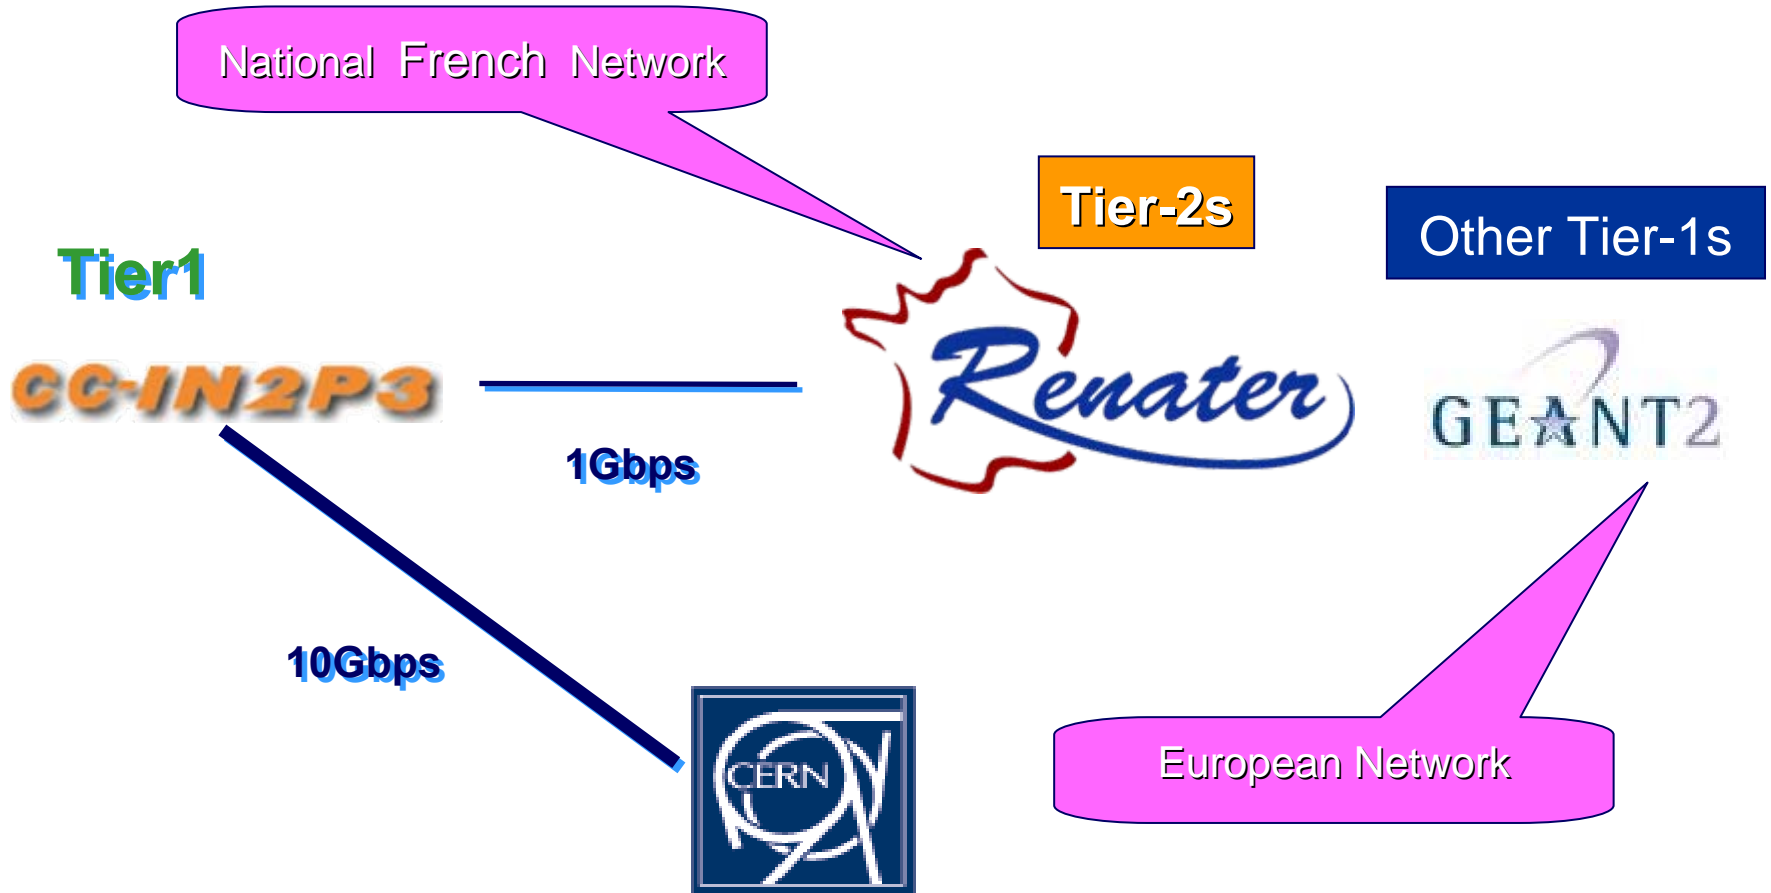 National French Network
Tier-2s
Other Tier-1s
Tier1
CC-IN2P3
Renater
GEANT2
1Gbps
10Gbps
CERN
European Network